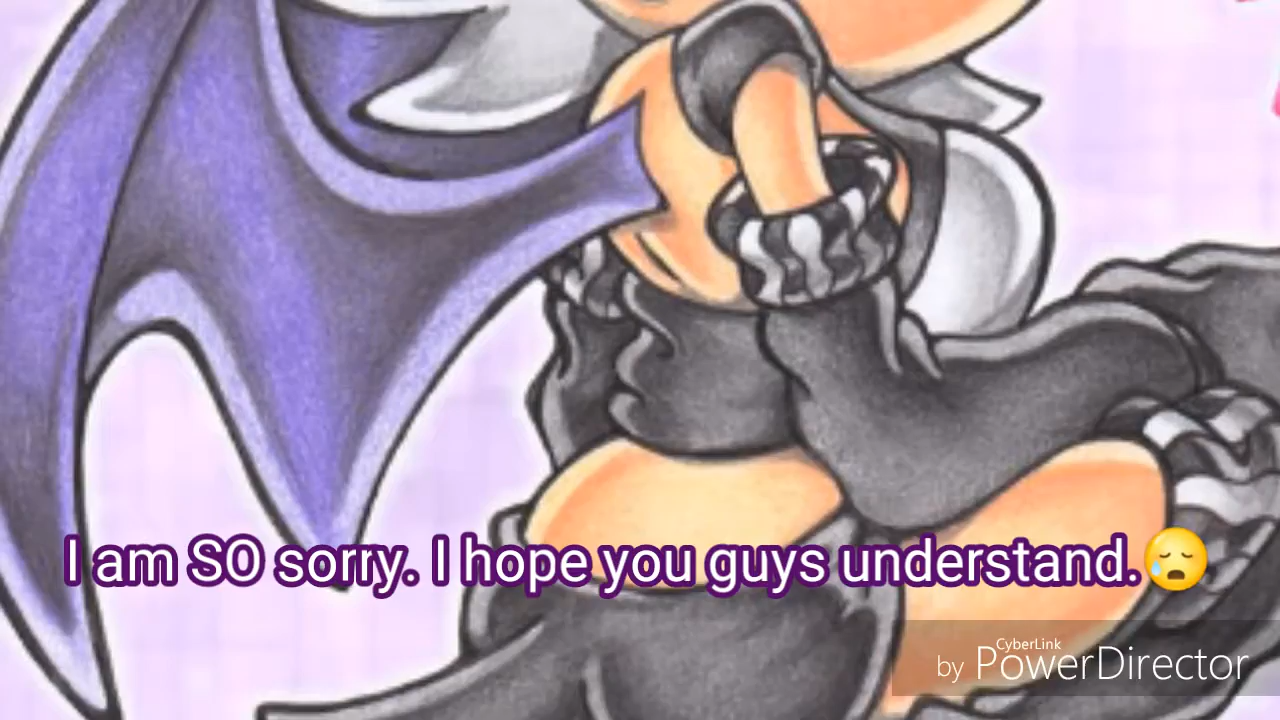 I am SO sorry. I hope you guys understand.😥
CyberLink
by PowerDirector